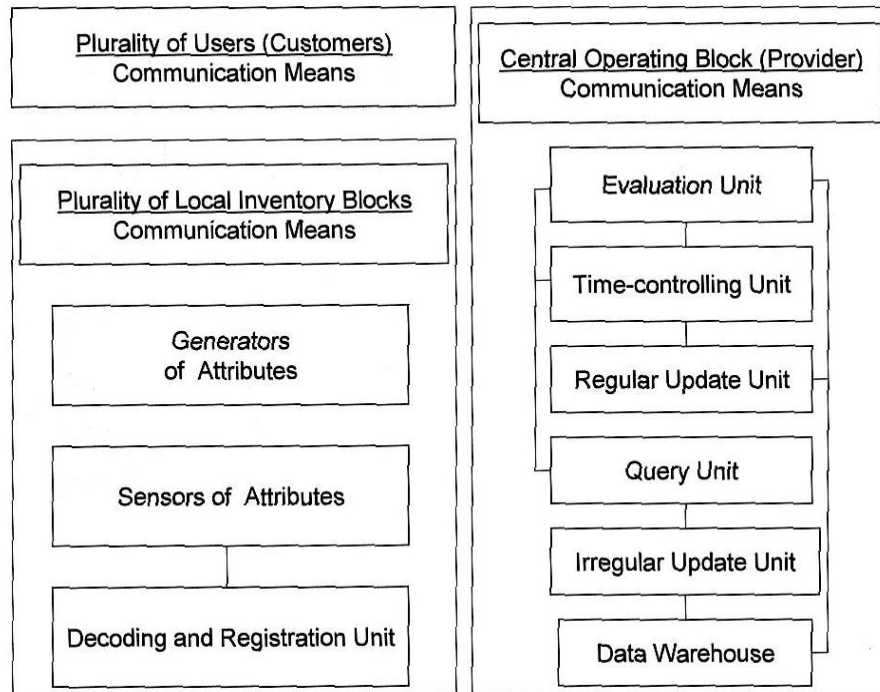 Plurality of Users (Customers)
Communication Means
Plurality of Local Inventory Blocks
Communication Means
Generators
of Attributes
Sensors of Attributes
Decoding and Registration Unit
Central Operating Block (Provider)
Communication Means
Evaluation Unit
Time-controlling Unit
Regular Update Unit
Query Unit
Irregular Update Unit
Data Warehouse